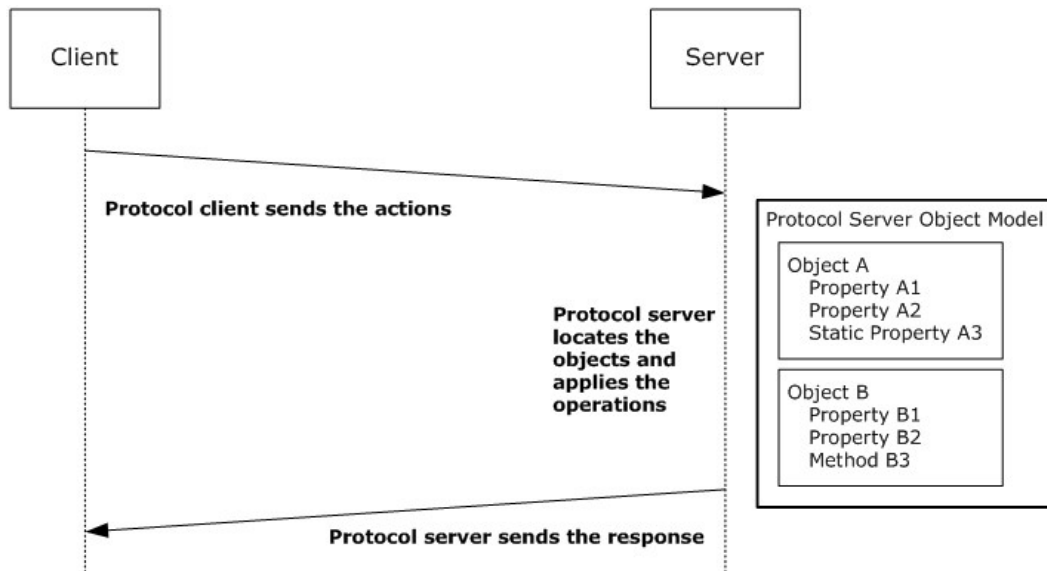 Client
Server
Protocol client sends the actions
Protocol Server Object Model
Object A
Property A1
Property A2
Static Property A3
Protocol server
locates the
objects and
applies the
operations
Object B
Property B1
Property B2
Method B3
Protocol server sends the response